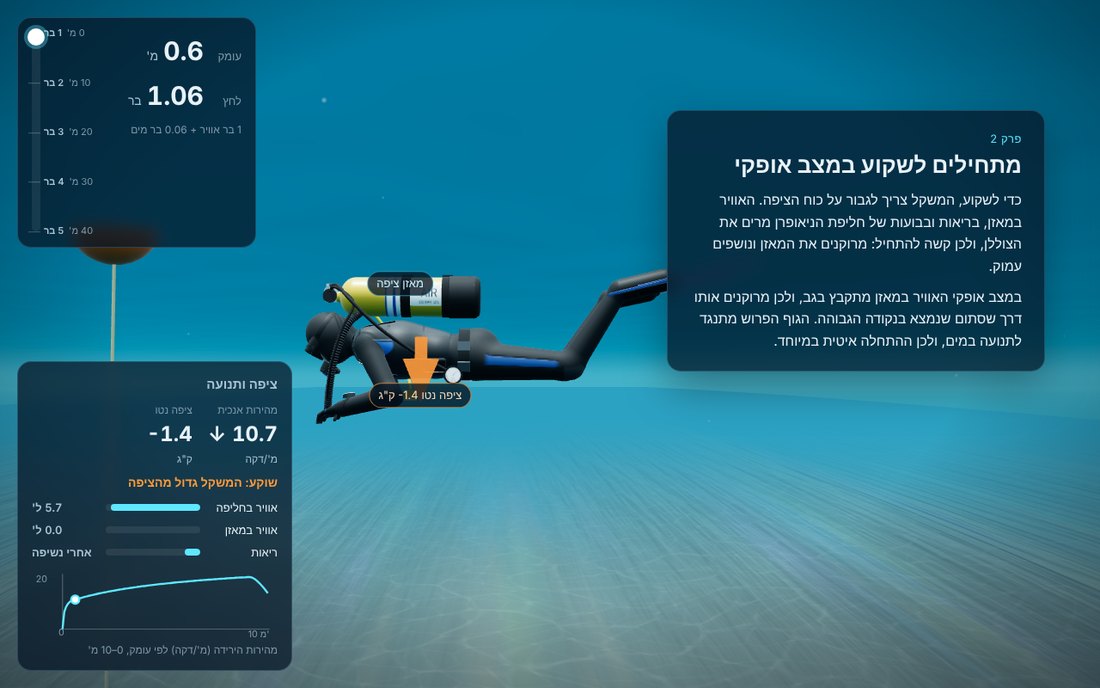 0 מ' 1 בר
10 מ' 2 בר
20 מ' 3 בר
30 מ' 4 בר
40 מ' 5 בר
עומק 0.6 מ'
לחץ 1.06 בר
1 בר אוויר + 0.06 בר מים
פרק 2
מתחילים לשקוע במצב אופקי
כדי לשקוע, המשקל צריך לגבור על כוח הציפה. האוויר
במאזן, בריאות ובבועות של חליפת הניאופרן מרים את
הצוללן, ולכן קשה להתחיל: מרוקנים את המאזן ונושפים
עמוק.
במצב אופקי האוויר במאזן מתקבץ בגב, ולכן מרוקנים אותו
דרך שסתום שנמצא בנקודה הגבוהה. הגוף הפרוש מתנגד
לתנועה במים, ולכן ההתחלה איטית במיוחד.
מאזן ציפה
AIR
ציפה נטו 1.4- ק"ג
ציפה ותנועה
מהירות אנכית ציפה נטו
10.7 ↓ -1.4
מ'/דקה ק"ג
שוקע: המשקל גדול מהציפה
אוויר בחליפה 5.7 ל'
אוויר במאזן 0.0 ל'
ריאות אחרי נשיפה
20
0 10 מ'
מהירות הירידה (מ'/דקה) לפי עומק, 0–10 מ'